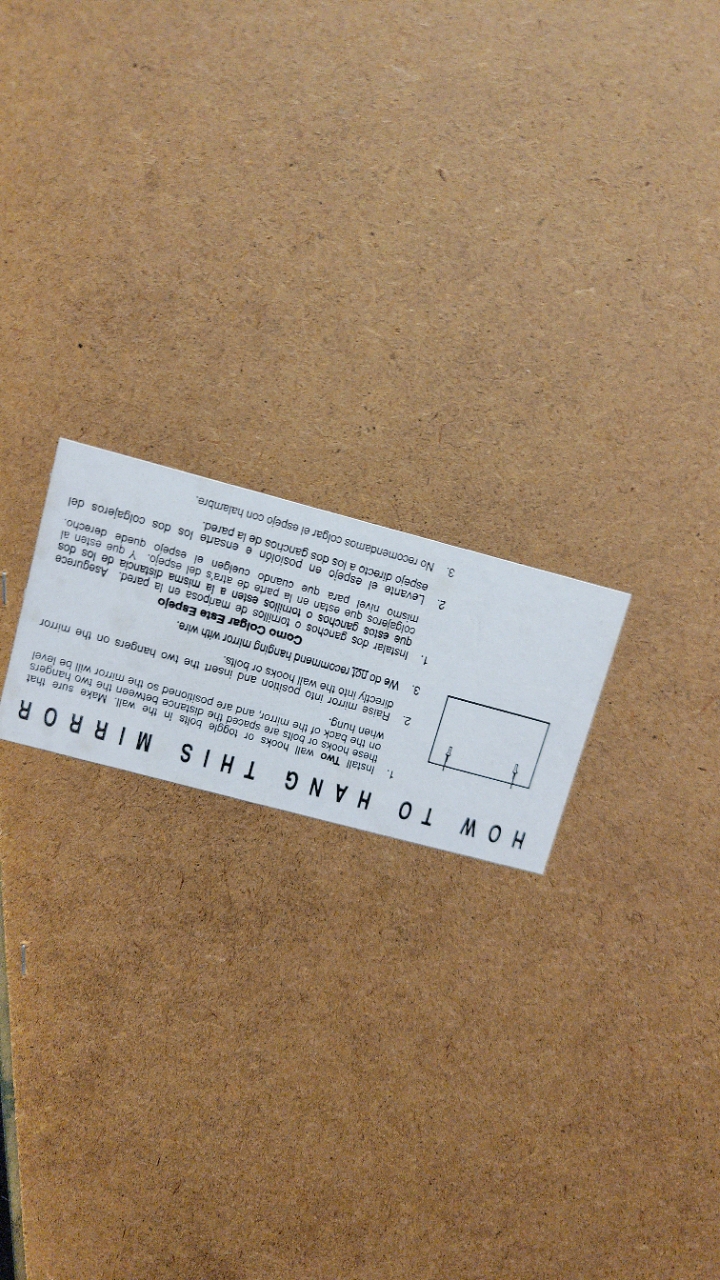 HOW TO HANG THIS MIRROR
1. Install Two wall hooks or toggle bolts in the wall. Make sure that
these hooks or bolts are spaced the distance between the two hangers
on the back of the mirror, and are positioned so the mirror will be level
when hung.
2. Raise mirror into position and insert the two hangers on the mirror
directly into the wall hooks or bolts.
3. We do not recommend hanging mirror with wire.
Como Colgar Este Espejo
1. Instalar dos ganchos o tornillos de mariposa en la pared. Asegurece
que estos ganchos o tornillos esten a la misma distancia de los dos
colgajeros que estan en la parte de atra's del espejo. Y que esten al
mismo nivel para que cuando cuelgen el espejo quede derecho.
2. Levante el espejo en posloión é ensarte los dos colgajeros del
espejo directo a los dos ganchos de la pared.
3. No recomendamos colgar el espejo con halambre.